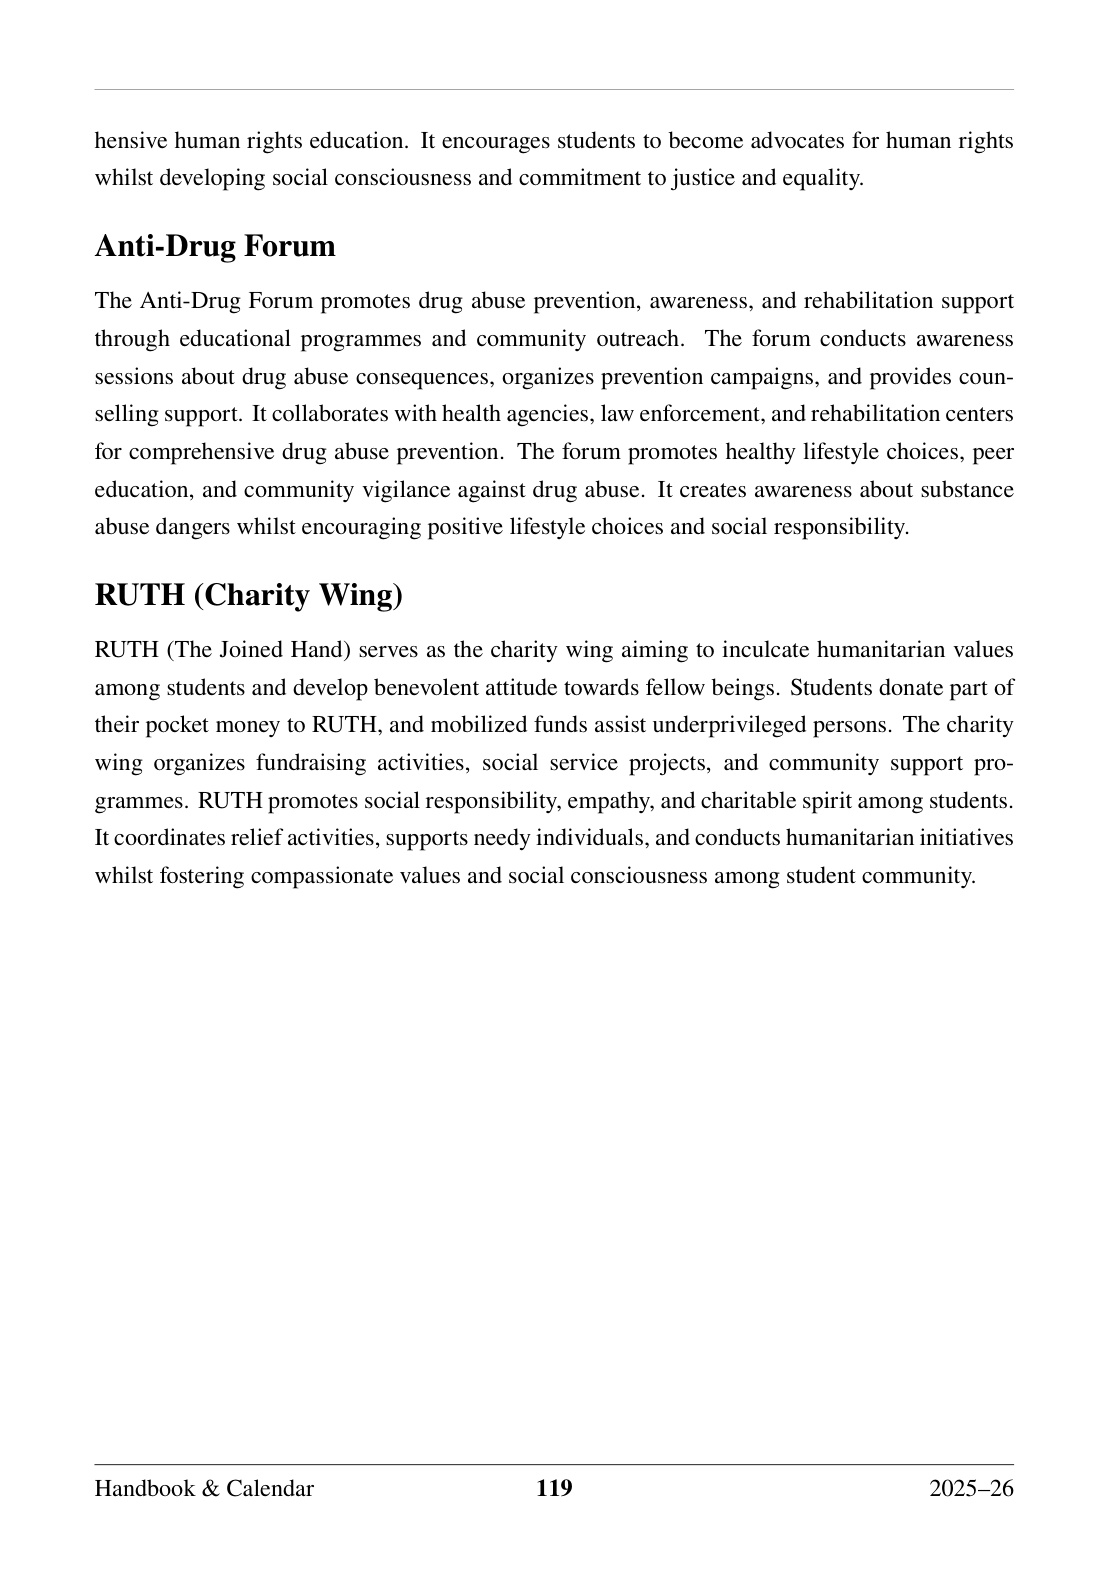 hensive human rights education. It encourages students to become advocates for human rights
whilst developing social consciousness and commitment to justice and equality.
Anti-Drug Forum
The Anti-Drug Forum promotes drug abuse prevention, awareness, and rehabilitation support
through educational programmes and community outreach. The forum conducts awareness
sessions about drug abuse consequences, organizes prevention campaigns, and provides coun-
selling support. It collaborates with health agencies, law enforcement, and rehabilitation centers
for comprehensive drug abuse prevention. The forum promotes healthy lifestyle choices, peer
education, and community vigilance against drug abuse. It creates awareness about substance
abuse dangers whilst encouraging positive lifestyle choices and social responsibility.
RUTH (Charity Wing)
RUTH (The Joined Hand) serves as the charity wing aiming to inculcate humanitarian values
among students and develop benevolent attitude towards fellow beings. Students donate part of
their pocket money to RUTH, and mobilized funds assist underprivileged persons. The charity
wing organizes fundraising activities, social service projects, and community support pro-
grammes. RUTH promotes social responsibility, empathy, and charitable spirit among students.
It coordinates relief activities, supports needy individuals, and conducts humanitarian initiatives
whilst fostering compassionate values and social consciousness among student community.
Handbook & Calendar 119 2025–26